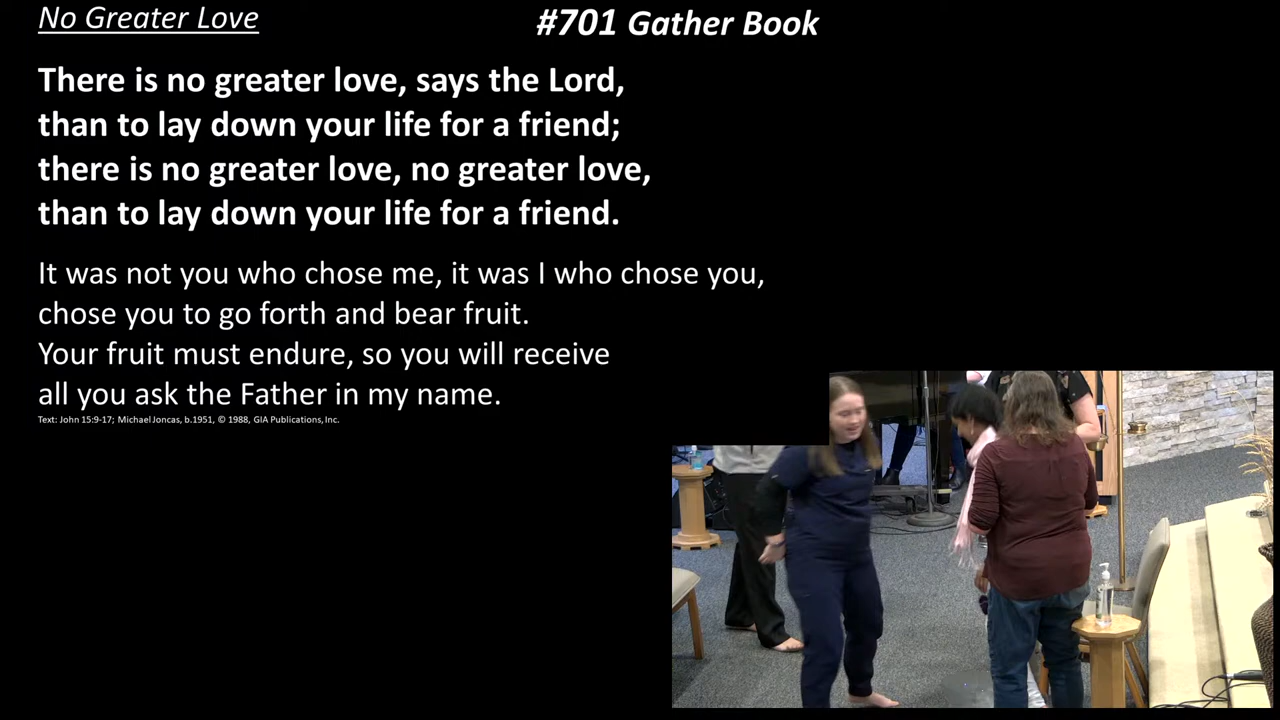 No Greater Love
#701 Gather Book
There is no greater love, says the Lord,
than to lay down your life for a friend;
there is no greater love, no greater love,
than to lay down your life for a friend.
It was not you who chose me, it was I who chose you,
chose you to go forth and bear fruit.
Your fruit must endure, so you will receive
all you ask the Father in my name.
Text: John 15:9-17; Michael Joncas, b.1951, © 1988, GIA Publications, Inc.